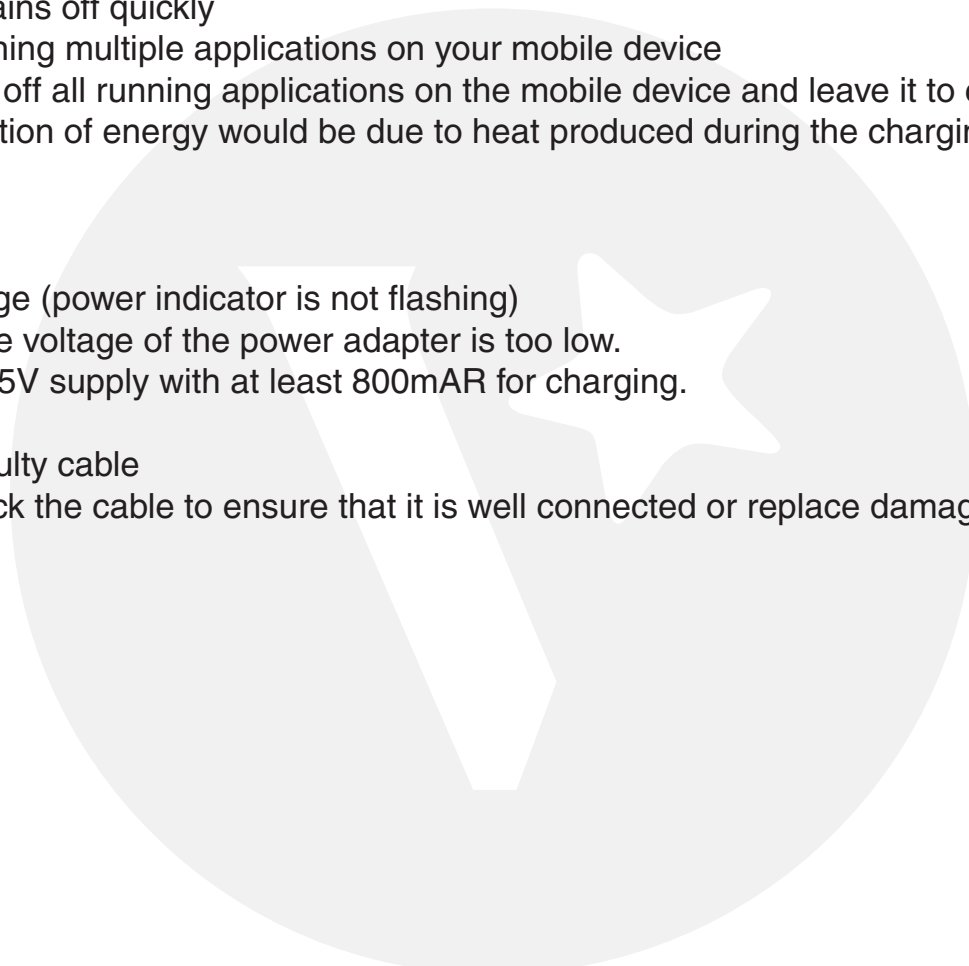 ains off quickly
ning multiple applications on your mobile device
off all running applications on the mobile device and leave it to
tion of energy would be due to heat produced during the chargin
ge (power indicator is not flashing)
e voltage of the power adapter is too low.
5V supply with at least 800mAR for charging.
ulty cable
ck the cable to ensure that it is well connected or replace damag